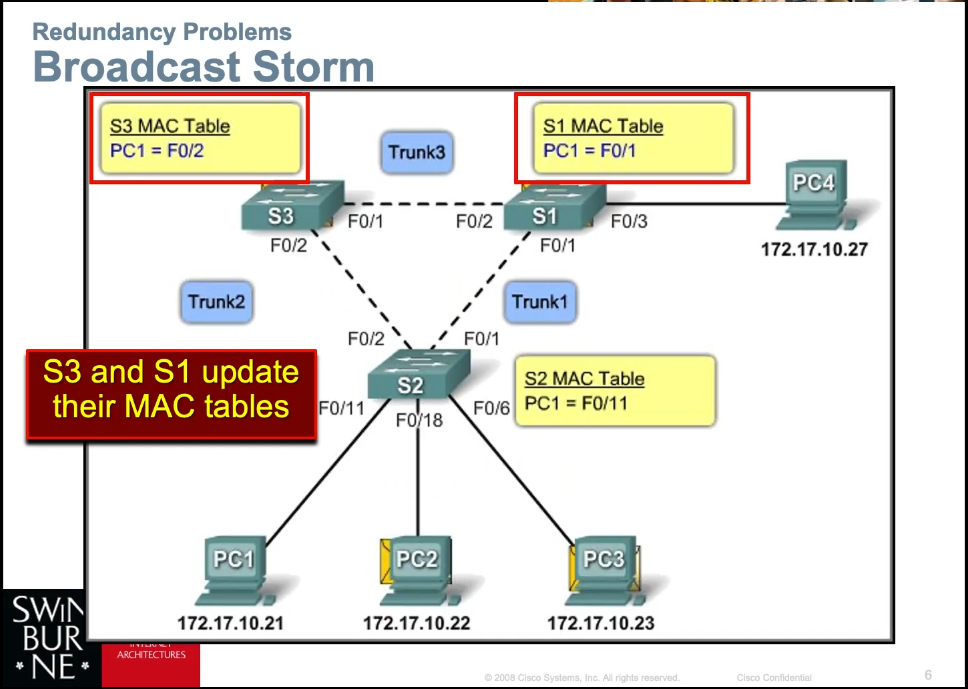 Redundancy Problems
Broadcast Storm
S3 MAC Table
PC1 = F0/2
Trunk3
S1 MAC Table
PC1 = F0/1
PC4
S3
F0/1
F0/2
S1
F0/3
F0/2
F0/1
172.17.10.27
Trunk2
Trunk1
F0/2
F0/1
S3 and S1 update
their MAC tables
S2
S2 MAC Table
PC1 = F0/11
F0/11
F0/18
F0/6
PC1
PC2
PC3
172.17.10.21
172.17.10.22
172.17.10.23
SWIN
BUR
* NE *
INTERNET
ARCHITECTURES
© 2008 Cisco Systems, Inc. All rights reserved.
Cisco Confidential
6